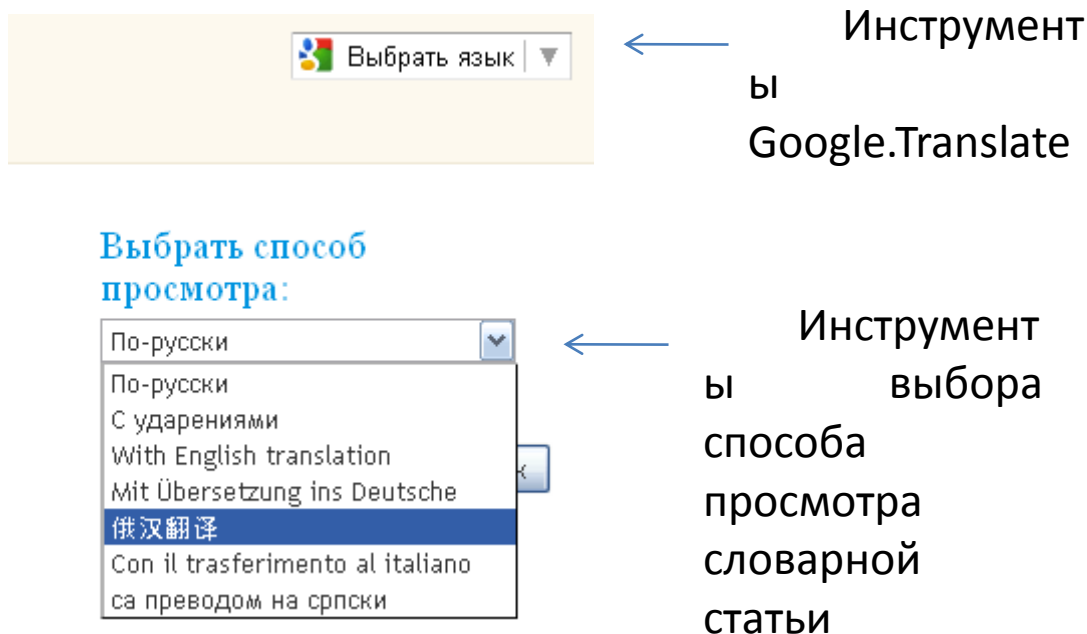 Выбрать язык
Инструмент
ы
Google.Translate
Выбрать способ
просмотра:
По-русски
По-русски
С ударениями
With English translation
Mit Übersetzung ins Deutsche
俄汉翻译
Con il trasferimento al italiano
са преводом на српски
Инструмент
ы выбора
способа
просмотра
словарной
статьи